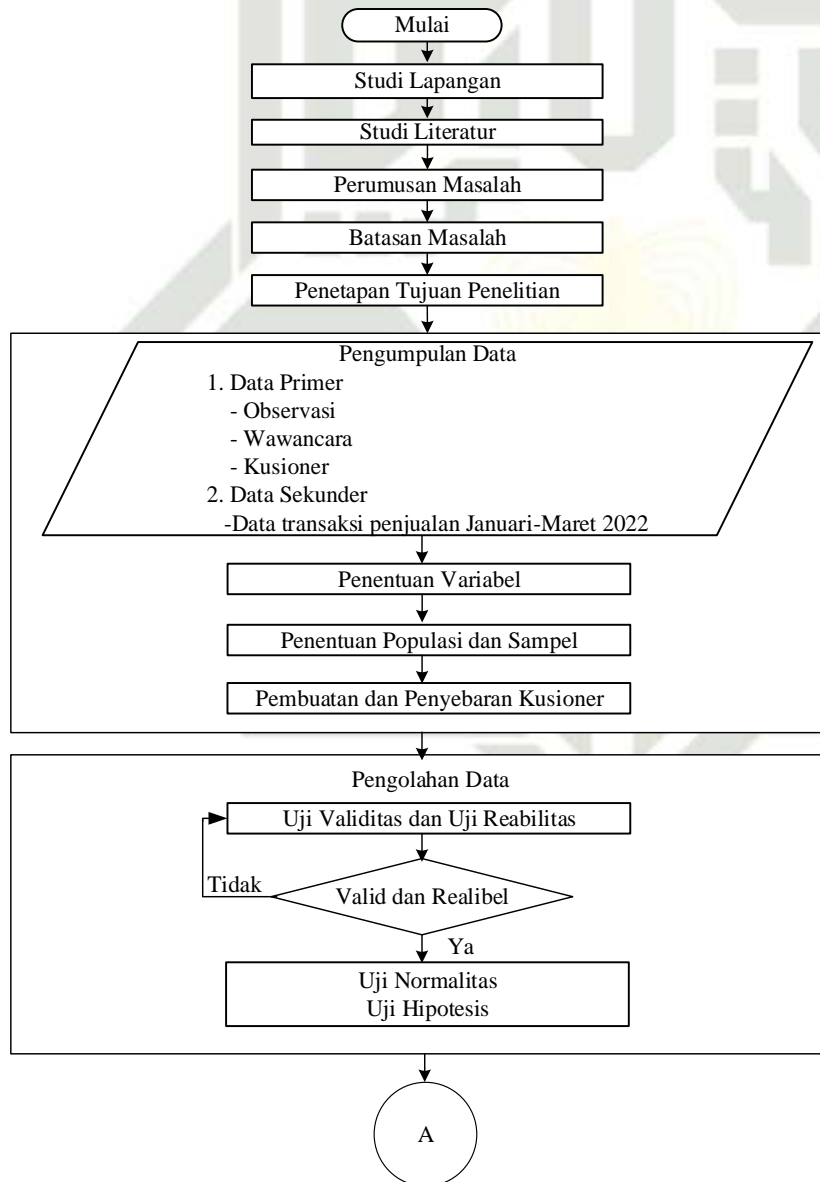 Mulai
Studi Lapangan
Studi Literatur
Perumusan Masalah
Batasan Masalah
Penetapan Tujuan Penelitian
Pengumpulan Data
1. Data Primer
- Observasi
- Wawancara
- Kusioner
2. Data Sekunder
-Data transaksi penjualan Januari-Maret 2022
Penentuan Variabel
Penentuan Populasi dan Sampel
Pembuatan dan Penyebaran Kusioner
Pengolahan Data
Uji Validitas dan Uji Reabilitas
Tidak
Valid dan Realibel
Ya
Uji Normalitas
Uji Hipotesis
A